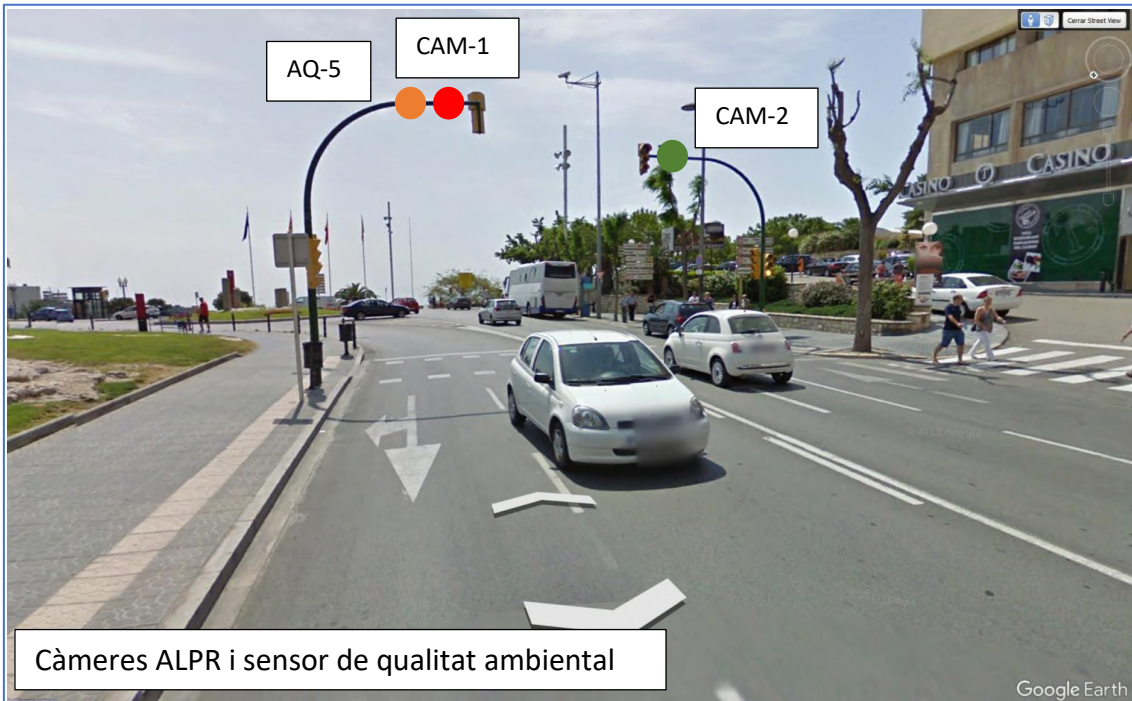 Cerrar Street View
CAM-1
AQ-5
CAM-2
CASINO T CASINO
Càmeres ALPR i sensor de qualitat ambiental
Google Earth